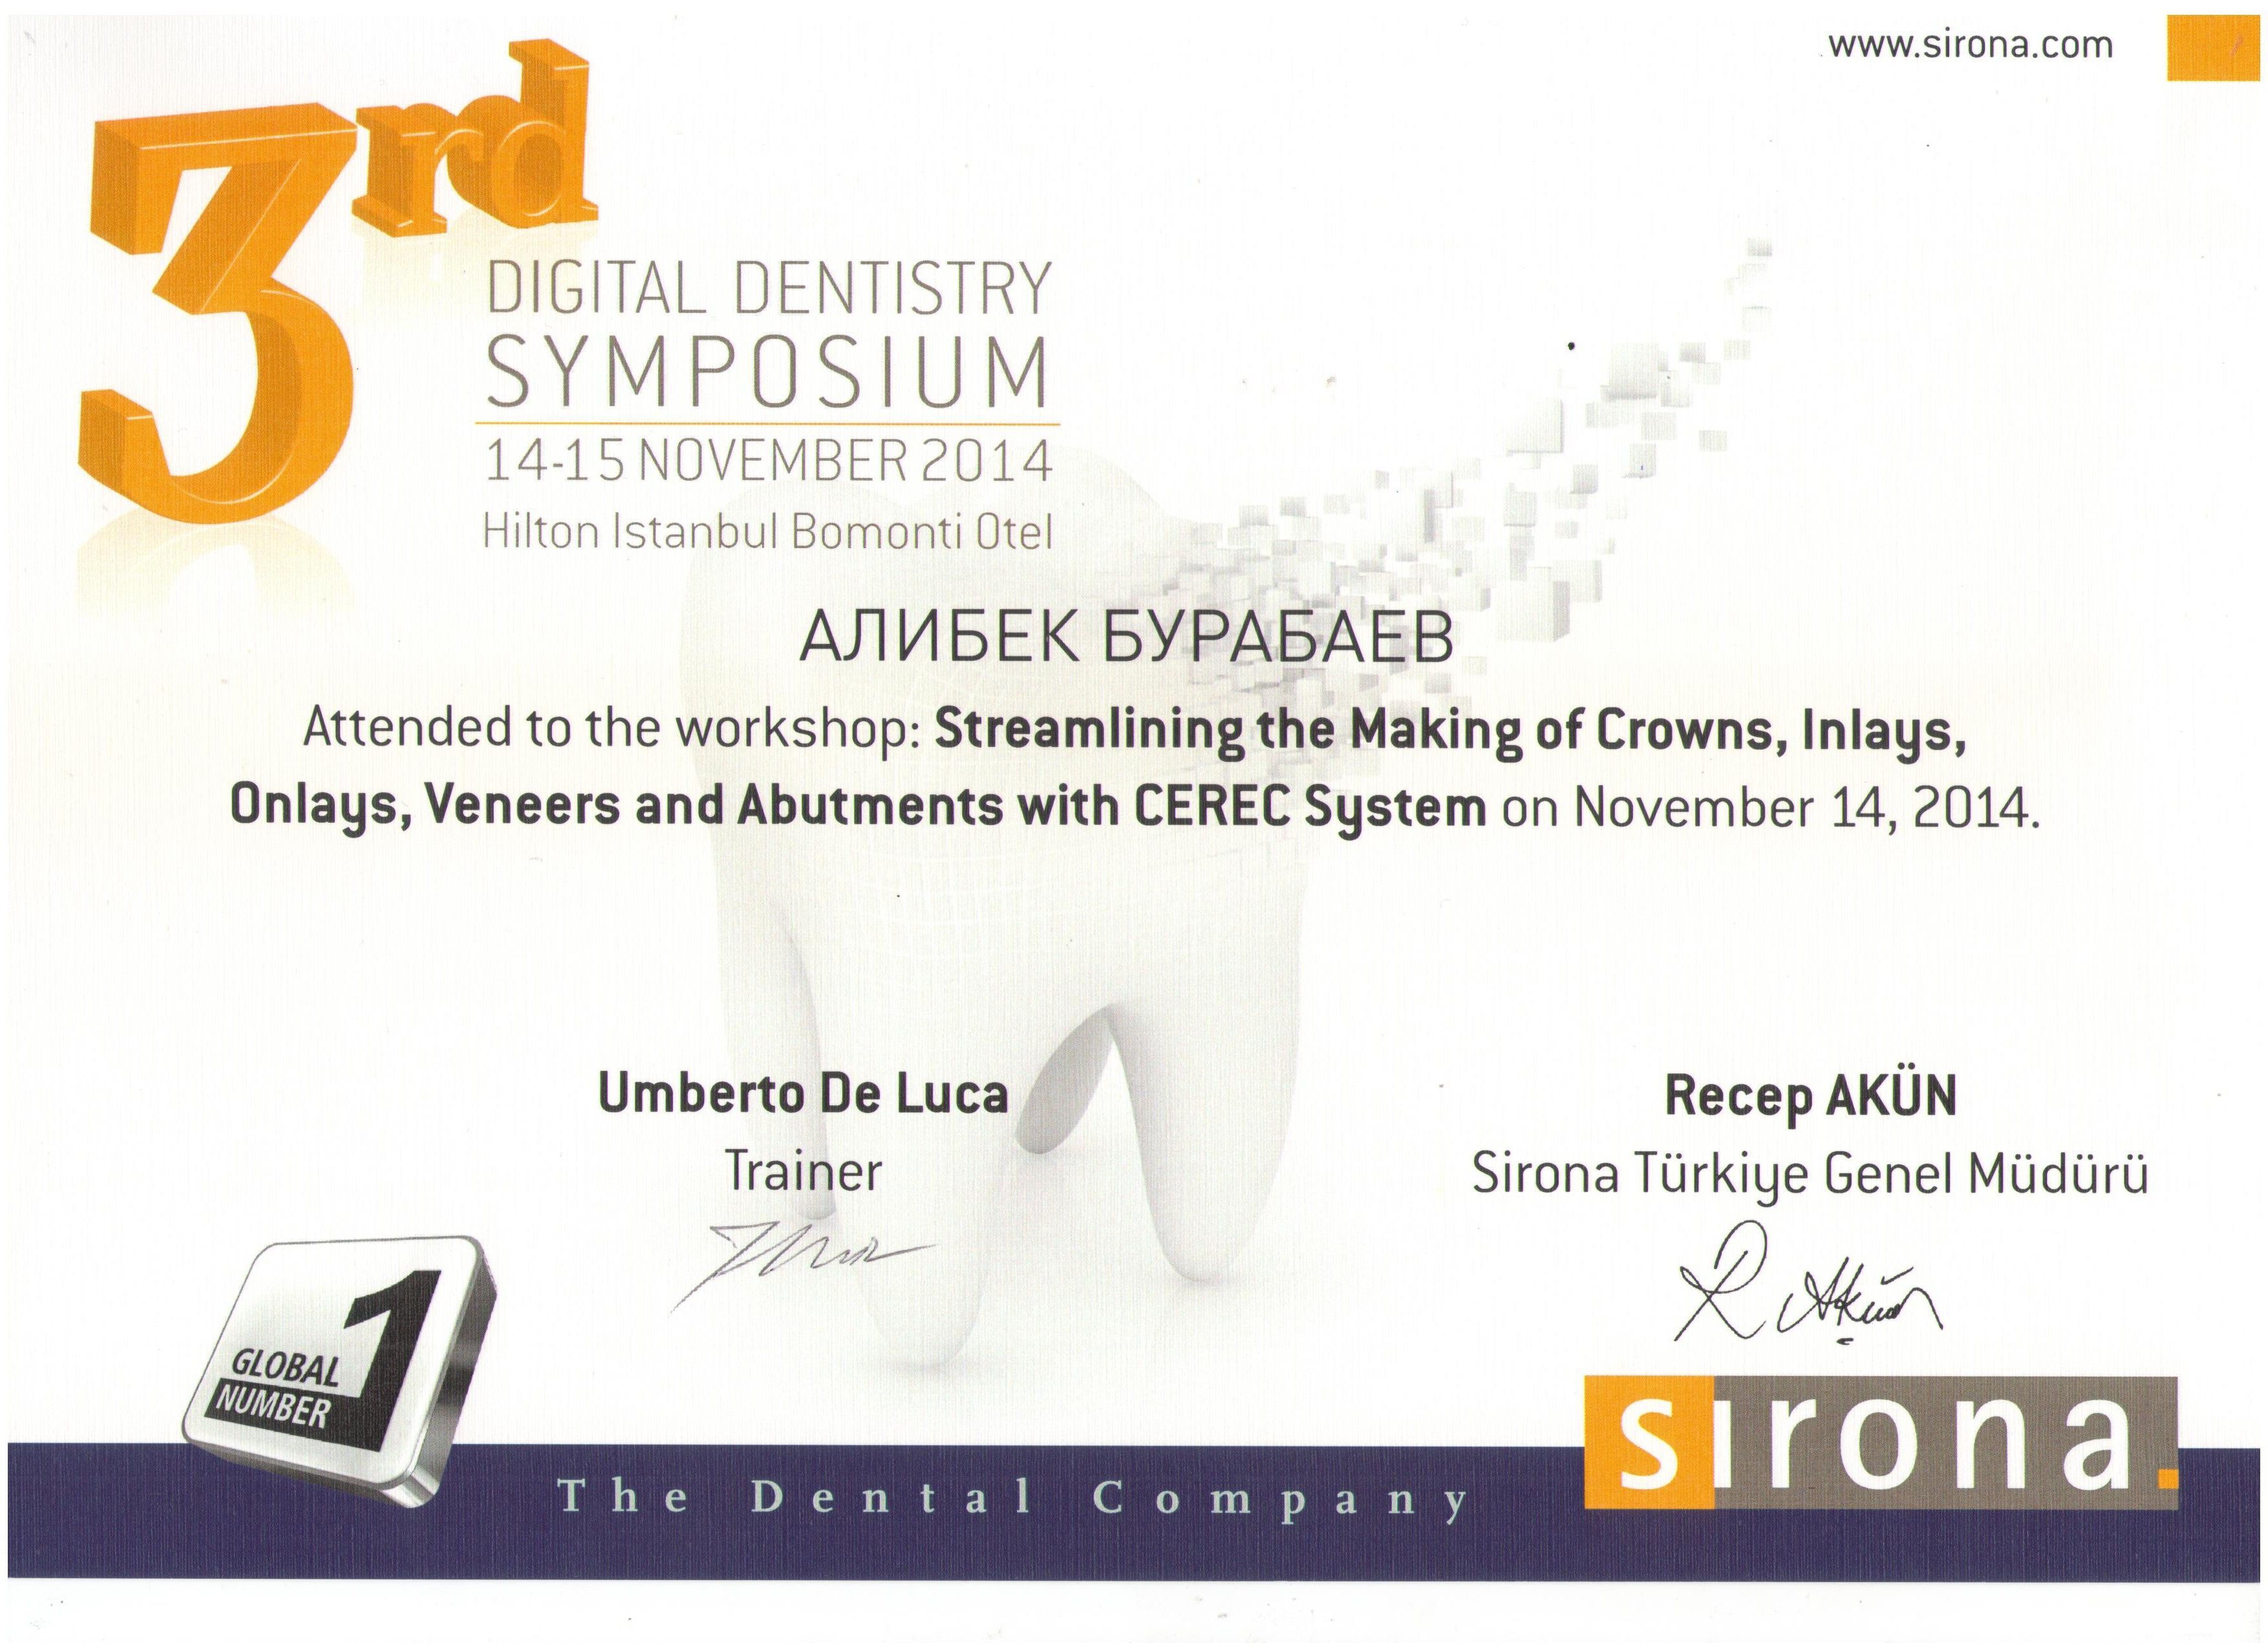 www.sirona.com
3rd
DIGITAL DENTISTRY
SYMPOSIUM
14-15 NOVEMBER 2014
Hilton Istanbul Bomonti Otel
АЛИБЕК БУРАБАЕВ
Attended to the workshop: Streamlining the Making of Crowns, Inlays,
Onlays, Veneers and Abutments with CEREC System on November 14, 2014.
Umberto De Luca
Trainer
Recep AKÜN
Sirona Türkiye Genel Müdürü
R Akün
GLOBAL
NUMBER 1
The Dental Company
sirona.